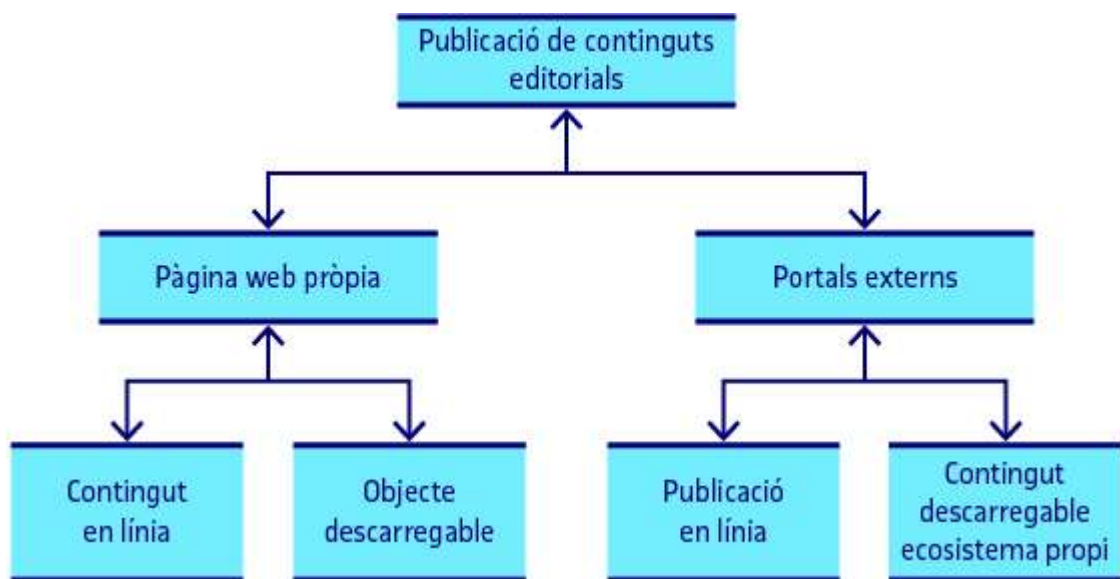 Publicació de continguts
editorials
Pàgina web pròpia
Portals externs
Contingut
en línia
Objecte
descarregable
Publicació
en línia
Contingut
descarregable
ecosistema propi